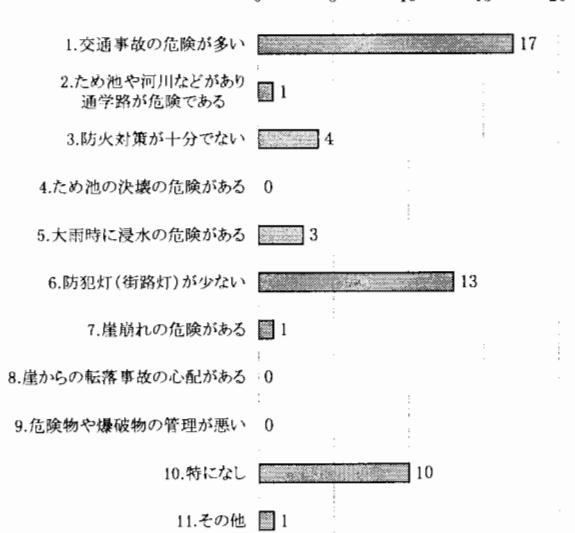 1.交通事故の危険が多い 17
2.ため池や河川などがあり
通学路が危険である 1
3.防火対策が十分でない 4
4.ため池の決壊の危険がある 0
5.大雨時に浸水の危険がある 3
6.防犯灯(街路灯)が少ない 13
7.崖崩れの危険がある 1
8.崖からの転落事故の心配がある 0
9.危険物や爆破物の管理が悪い 0
10.特になし 10
11.その他 1